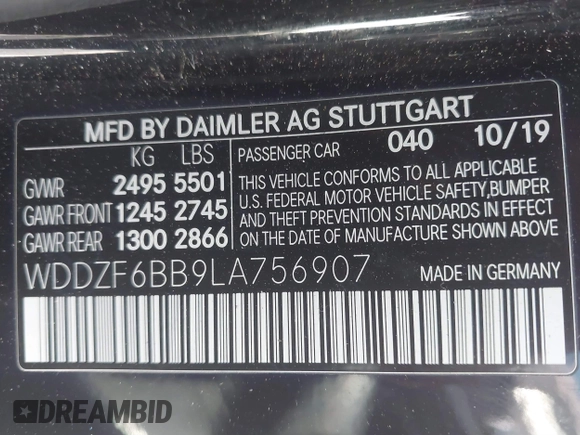 MFD BY DAIMLER AG STUTTGART
KG LBS
GVWR 2495 5501
GAWR FRONT 1245 2745
GAWR REAR 1300 2866
PASSENGER CAR 040 10/19
THIS VEHICLE CONFORMS TO ALL APPLICABLE
U.S. FEDERAL MOTOR VEHICLE SAFETY,BUMPER
AND THEFT PREVENTION STANDARDS IN EFFECT
ON THE DATE OF MANUFACTURE SHOWN ABOVE
WDDZF6BB9LA756907
MADE IN GERMANY
DREAMBID